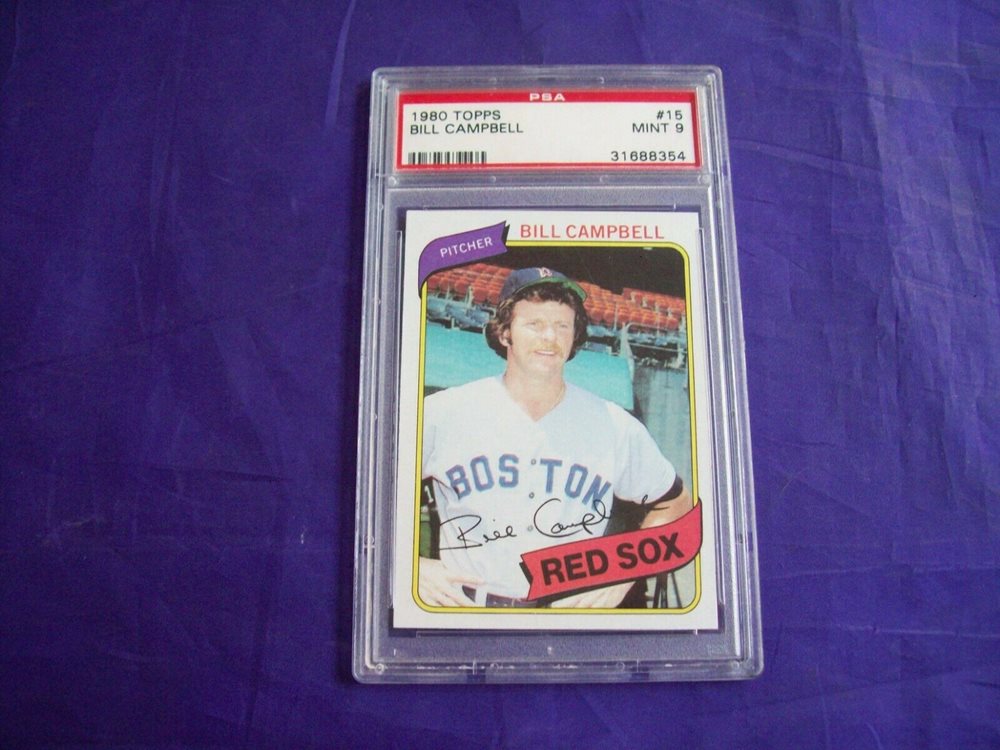 PSA
1980 TOPPS #15
BILL CAMPBELL MINT 9
31688354
PITCHER
BILL CAMPBELL
BOSTON
Bill Campbell
RED SOX